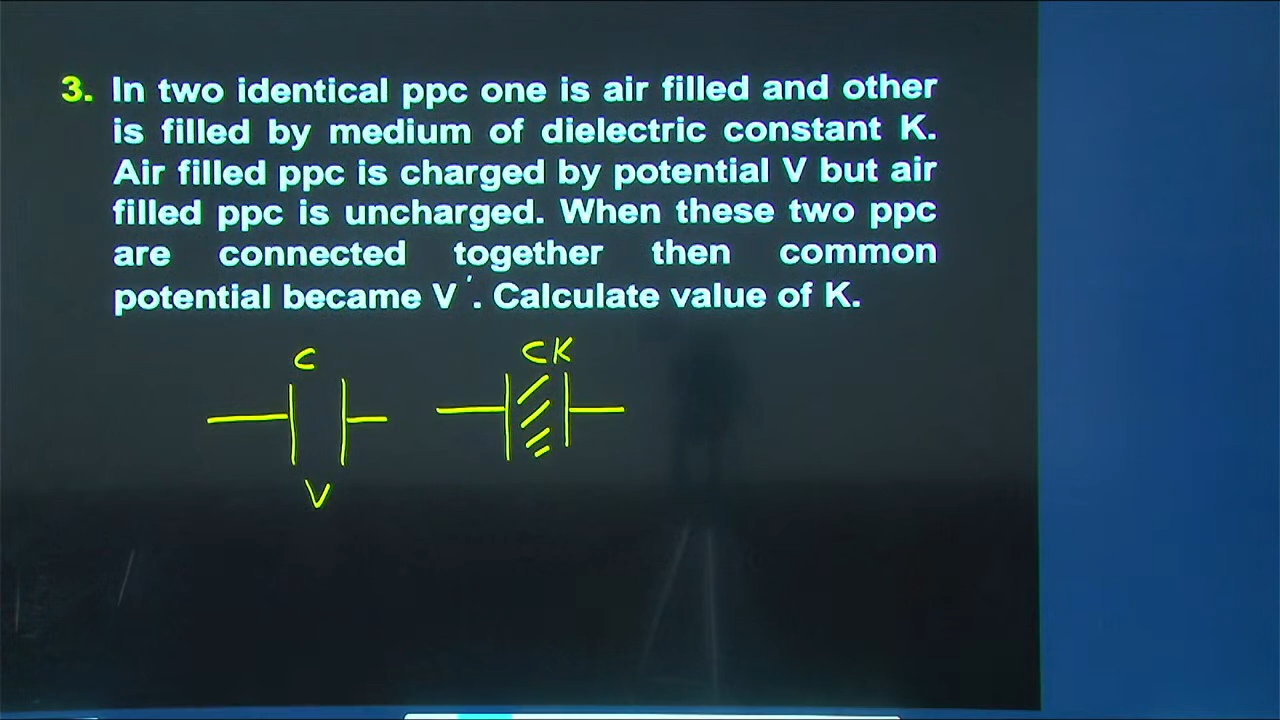 3. In two identical ppc one is air filled and other
is filled by medium of dielectric constant K.
Air filled ppc is charged by potential V but air
filled ppc is uncharged. When these two ppc
are connected together then common
potential became V'. Calculate value of K.
C CK
V